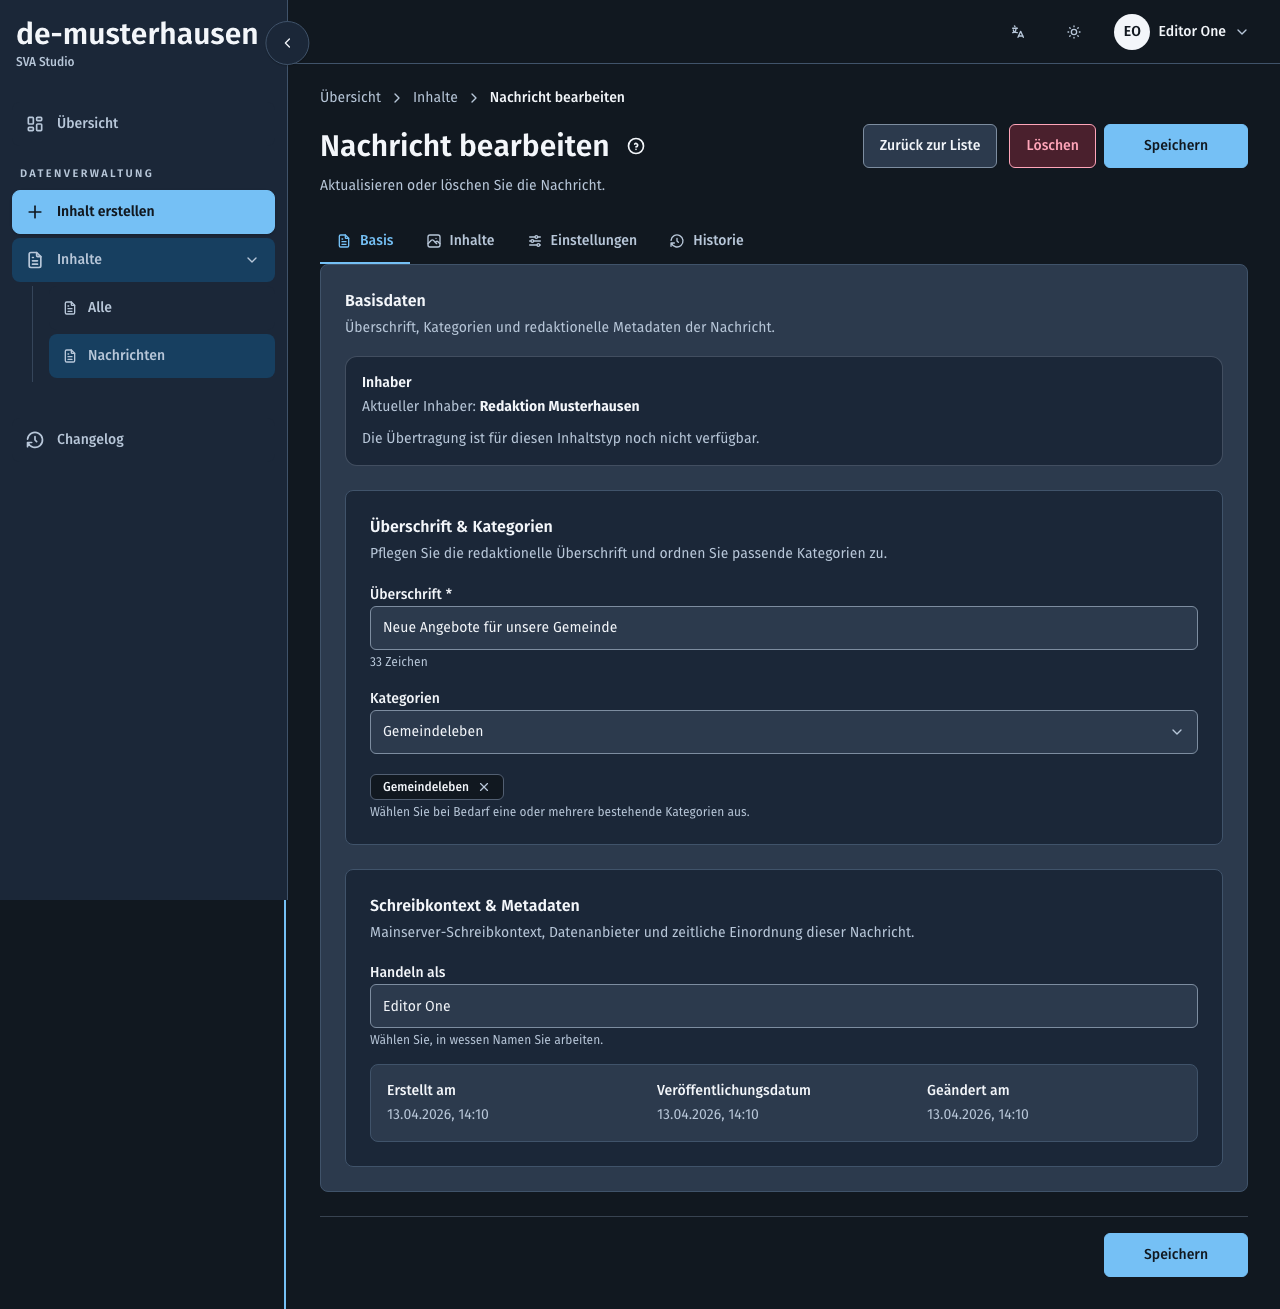 de-musterhausen
SVA Studio
Übersicht
DATENVERWALTUNG
Inhalt erstellen
Inhalte
Alle
Nachrichten
Changelog
EO
Editor One
Übersicht
Inhalte
Nachricht bearbeiten
Nachricht bearbeiten
Zurück zur Liste
Löschen
Speichern
Aktualisieren oder löschen Sie die Nachricht.
Basis
Inhalte
Einstellungen
Historie
Basisdaten
Überschrift, Kategorien und redaktionelle Metadaten der Nachricht.
Inhaber
Aktueller Inhaber: Redaktion Musterhausen
Die Übertragung ist für diesen Inhaltstyp noch nicht verfügbar.
Überschrift & Kategorien
Pflegen Sie die redaktionelle Überschrift und ordnen Sie passende Kategorien zu.
Überschrift *
Neue Angebote für unsere Gemeinde
33 Zeichen
Kategorien
Gemeindeleben
Gemeindeleben
Wählen Sie bei Bedarf eine oder mehrere bestehende Kategorien aus.
Schreibkontext & Metadaten
Mainserver-Schreibkontext, Datenanbieter und zeitliche Einordnung dieser Nachricht.
Handeln als
Editor One
Wählen Sie, in wessen Namen Sie arbeiten.
Erstellt am
13.04.2026, 14:10
Veröffentlichungsdatum
13.04.2026, 14:10
Geändert am
13.04.2026, 14:10
Speichern